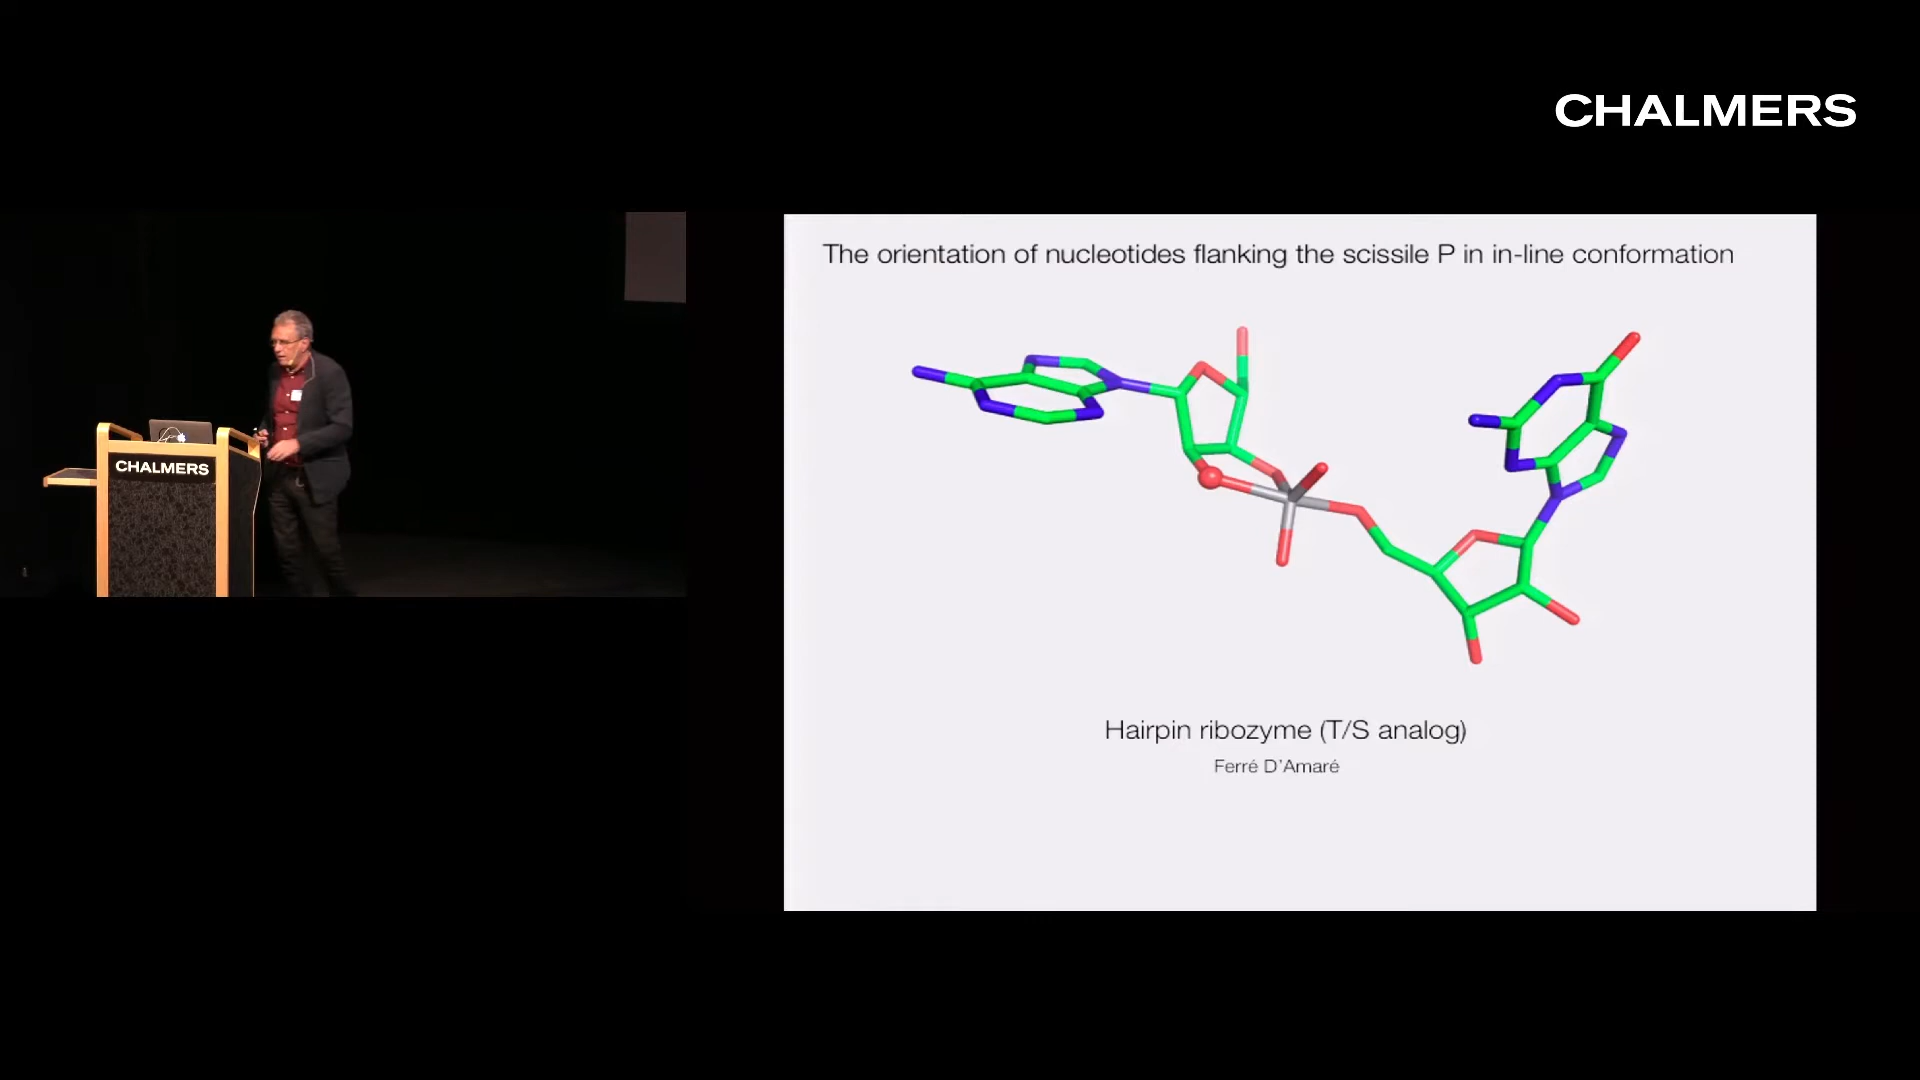 CHALMERS
CHALMERS
The orientation of nucleotides flanking the scissile P in in-line conformation
Hairpin ribozyme (T/S analog)
Ferré D'Amaré